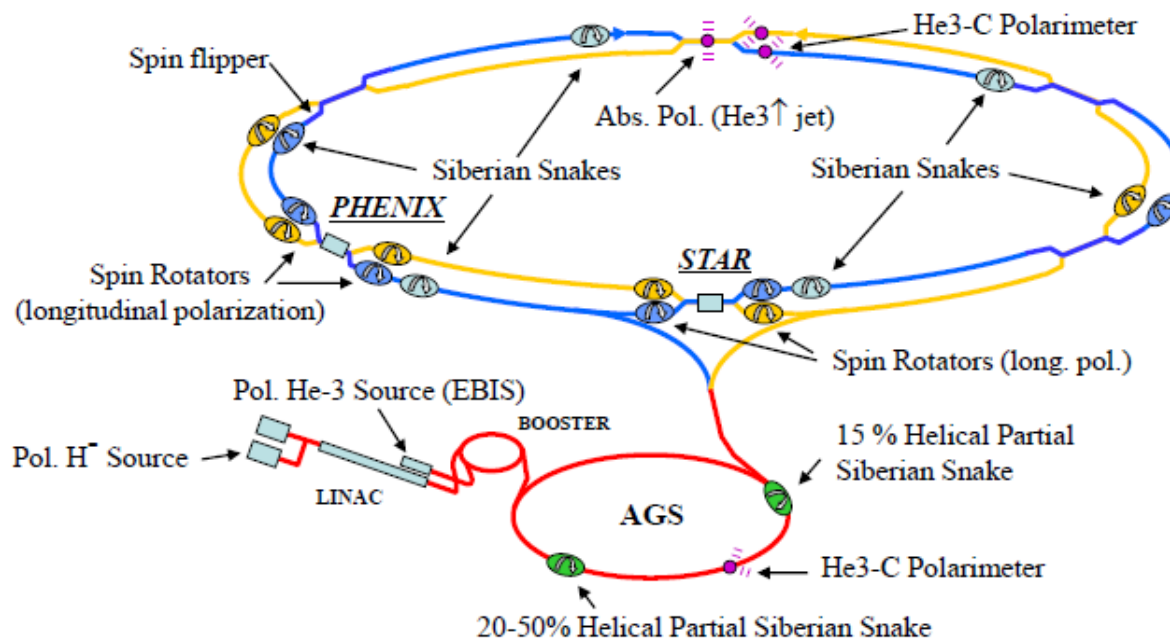 He3-C Polarimeter
Spin flipper
Abs. Pol. (He3↑ jet)
Siberian Snakes
Siberian Snakes
PHENIX
STAR
Spin Rotators
(longitudinal polarization)
Spin Rotators (long. pol.)
Pol. He-3 Source (EBIS)
BOOSTER
15 % Helical Partial
Siberian Snake
Pol. H⁻ Source
LINAC
AGS
He3-C Polarimeter
20-50% Helical Partial Siberian Snake